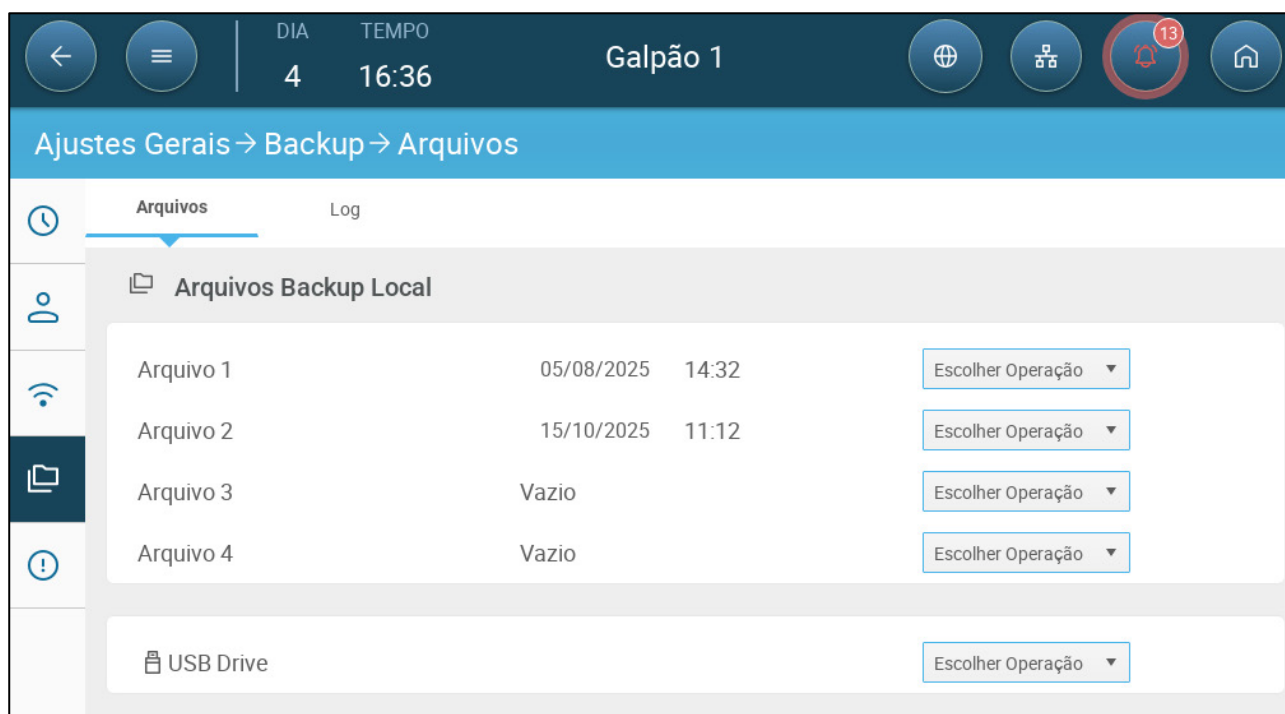 DIA TEMPO 13
4 16:36 Galpão 1
Ajustes Gerais → Backup → Arquivos
Arquivos Log
Arquivos Backup Local
Arquivo 1 05/08/2025 14:32 Escolher Operação
Arquivo 2 15/10/2025 11:12 Escolher Operação
Arquivo 3 Vazio Escolher Operação
Arquivo 4 Vazio Escolher Operação
USB Drive Escolher Operação